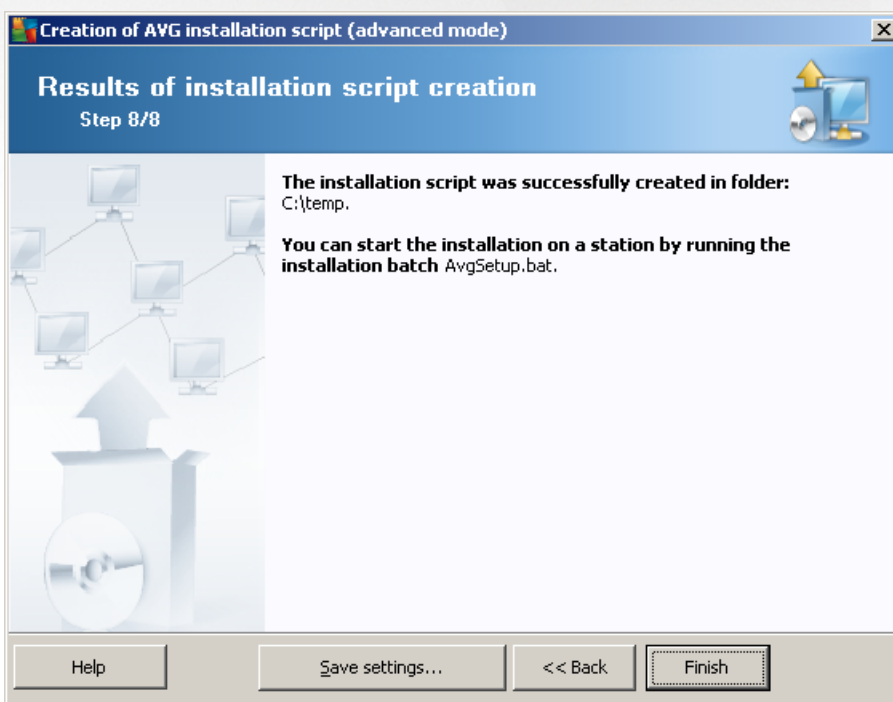 Creation of AVG installation script (advanced mode)
Results of installation script creation
Step 8/8
The installation script was successfully created in folder:
C:\temp.
You can start the installation on a station by running the
installation batch AvgSetup.bat.
Help
Save settings...
<< Back
Finish